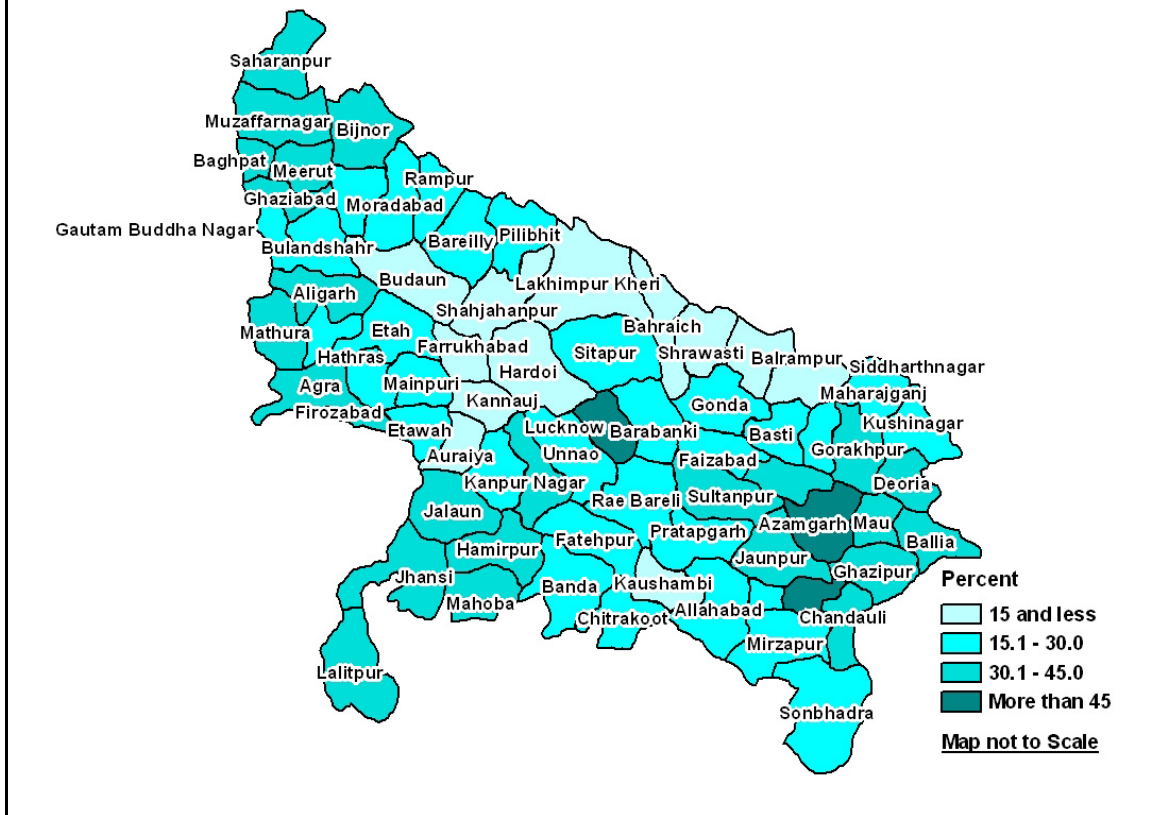 Saharanpur
Muzaffarnagar
Bijnor
Baghpat
Meerut
Rampur
Ghaziabad
Moradabad
Gautam Buddha Nagar
Bulandshahr
Bareilly
Pilibhit
Budaun
Lakhimpur Kheri
Aligarh
Shahjahanpur
Mathura
Etah
Bahraich
Farrukhabad
Sitapur
Shrawasti
Balrampur
Hathras
Siddharthnagar
Hardoi
Agra
Mainpuri
Maharajganj
Kannauj
Gonda
Firozabad
Kushinagar
Etawah
Lucknow
Barabanki
Basti
Gorakhpur
Auraiya
Unnao
Faizabad
Kanpur Nagar
Deoria
Rae Bareli
Sultanpur
Jalaun
Azamgarh
Mau
Pratapgarh
Fatehpur
Ballia
Hamirpur
Jaunpur
Ghazipur
Jhansi
Banda
Kaushambi
Mahoba
Allahabad
Chitrakoot
Chandauli
Mirzapur
Lalitpur
Sonbhadra
Percent
15 and less
15.1 - 30.0
30.1 - 45.0
More than 45
Map not to Scale